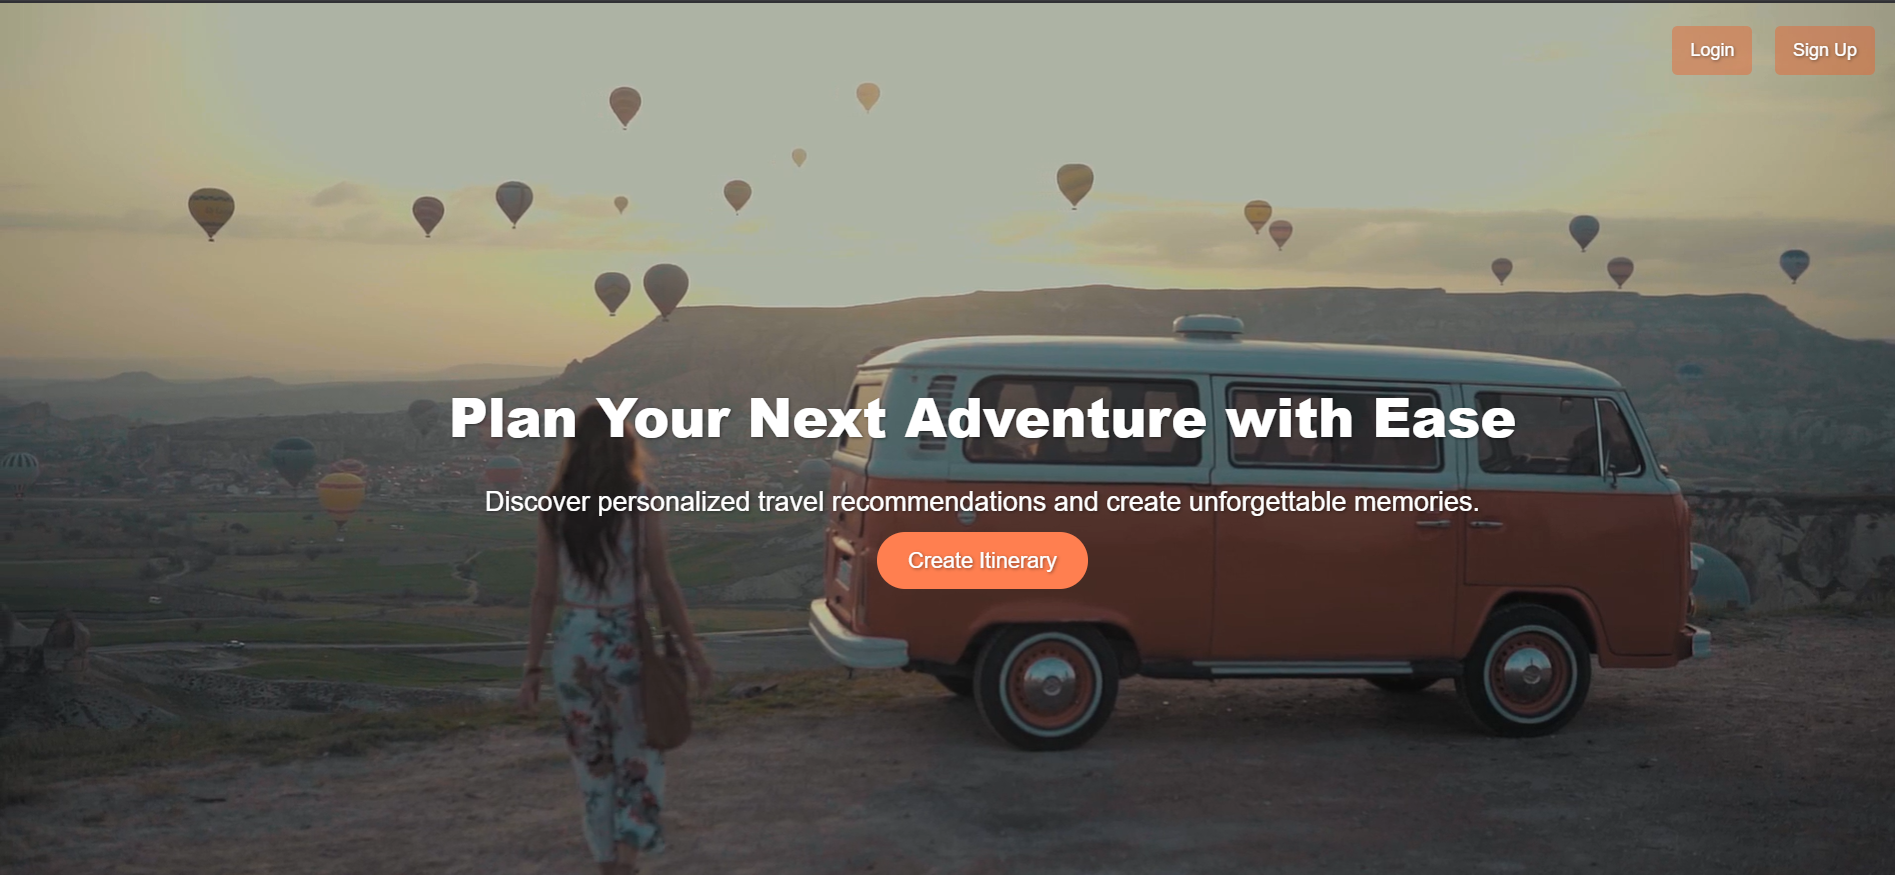 Login
Sign Up
Plan Your Next Adventure with Ease
Discover personalized travel recommendations and create unforgettable memories.
Create Itinerary